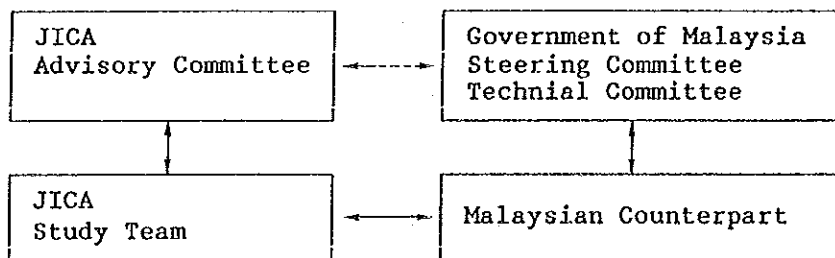 JICA
Advisory Committee
Government of Malaysia
Steering Committee
Technial Committee
JICA
Study Team
Malaysian Counterpart